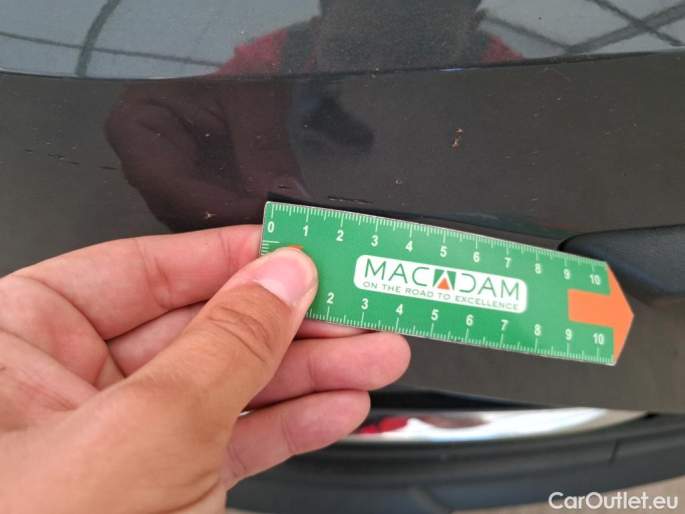 0 1 2 3 4 5 6 7 8 9 10
MACADAM
ON THE ROAD TO EXCELLENCE
2 3 4 5 6 7 8 9 10
CarOutlet.eu